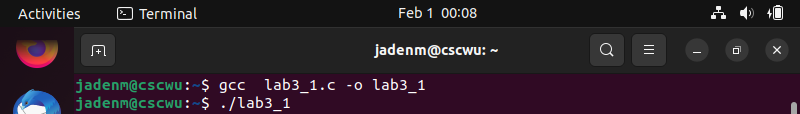 Activities Terminal Feb 1 00:08
jadenm@cscwu: ~
jadenm@cscwu:~$ gcc  lab3_1.c -o lab3_1
jadenm@cscwu:~$ ./lab3_1